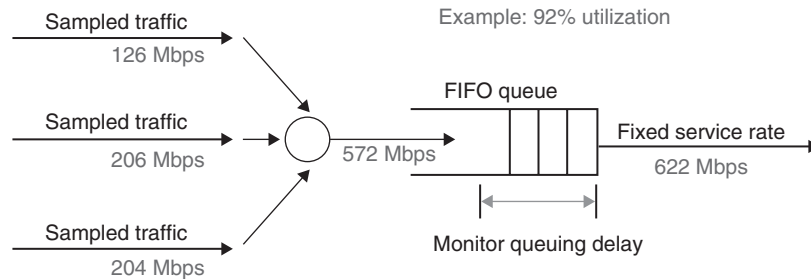 Sampled traffic
126 Mbps
Example: 92% utilization
Sampled traffic
206 Mbps
572 Mbps
FIFO queue
Fixed service rate
622 Mbps
Sampled traffic
204 Mbps
Monitor queuing delay